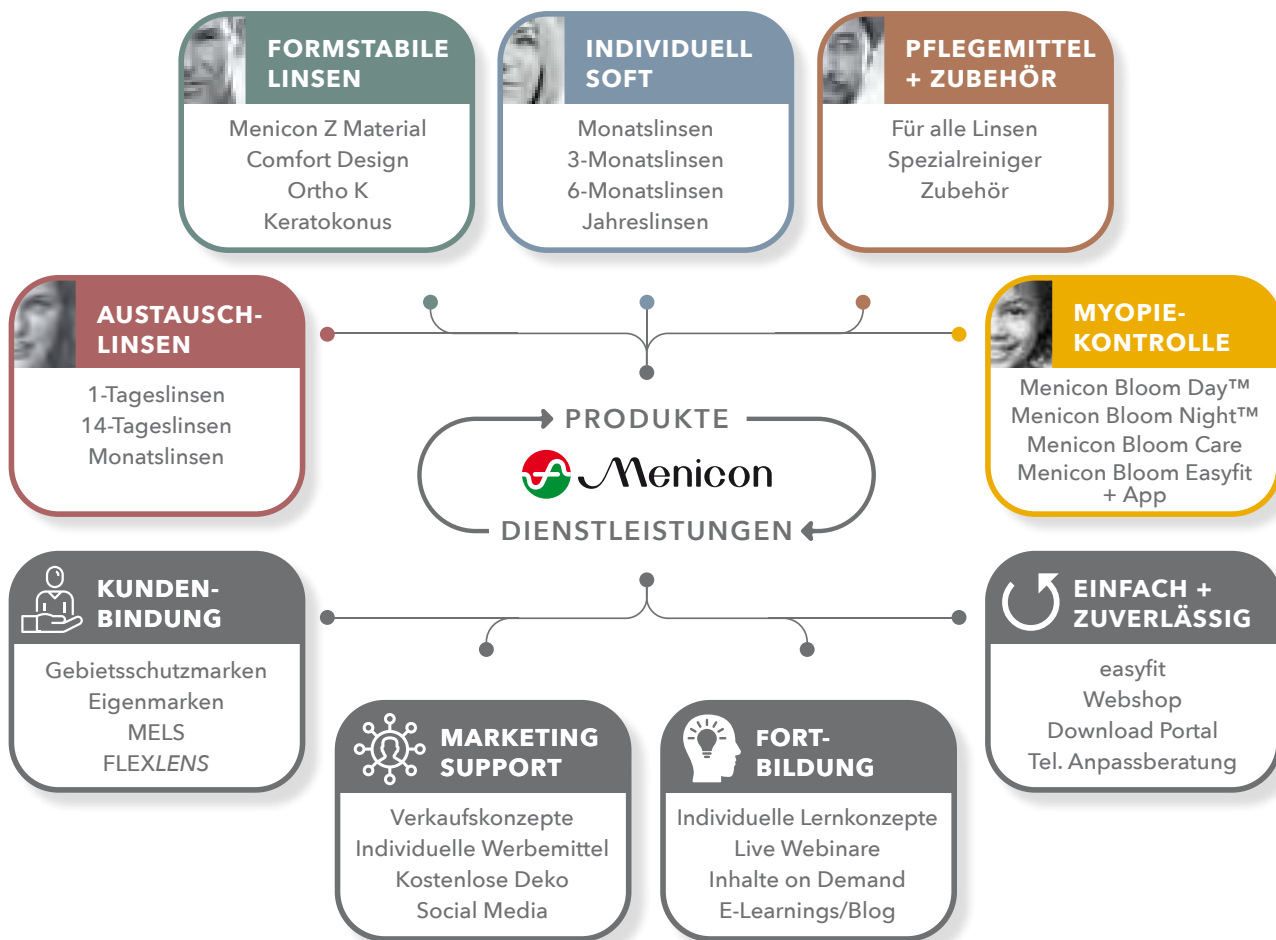 FORMSTABILE
LINSEN
Menicon Z Material
Comfort Design
Ortho K
Keratokonus
INDIVIDUELL
SOFT
Monatslinsen
3-Monatslinsen
6-Monatslinsen
Jahreslinsen
PFLEGEMITTEL
+ ZUBEHÖR
Für alle Linsen
Spezialreiniger
Zubehör
AUSTAUSCH-
LINSEN
1-Tageslinsen
14-Tageslinsen
Monatslinsen
PRODUKTE
Menicon
DIENSTLEISTUNGEN
MYOPIE-
KONTROLLE
Menicon Bloom Day™
Menicon Bloom Night™
Menicon Bloom Care
Menicon Bloom Easyfit
+ App
KUNDEN-
BINDUNG
Gebietsschutzmarken
Eigenmarken
MELS
FLEXLENS
MARKETING
SUPPORT
Verkaufskonzepte
Individuelle Werbemittel
Kostenlose Deko
Social Media
FORT-
BILDUNG
Individuelle Lernkonzepte
Live Webinare
Inhalte on Demand
E-Learnings/Blog
EINFACH +
ZUVERLÄSSIG
easyfit
Webshop
Download Portal
Tel. Anpassberatung